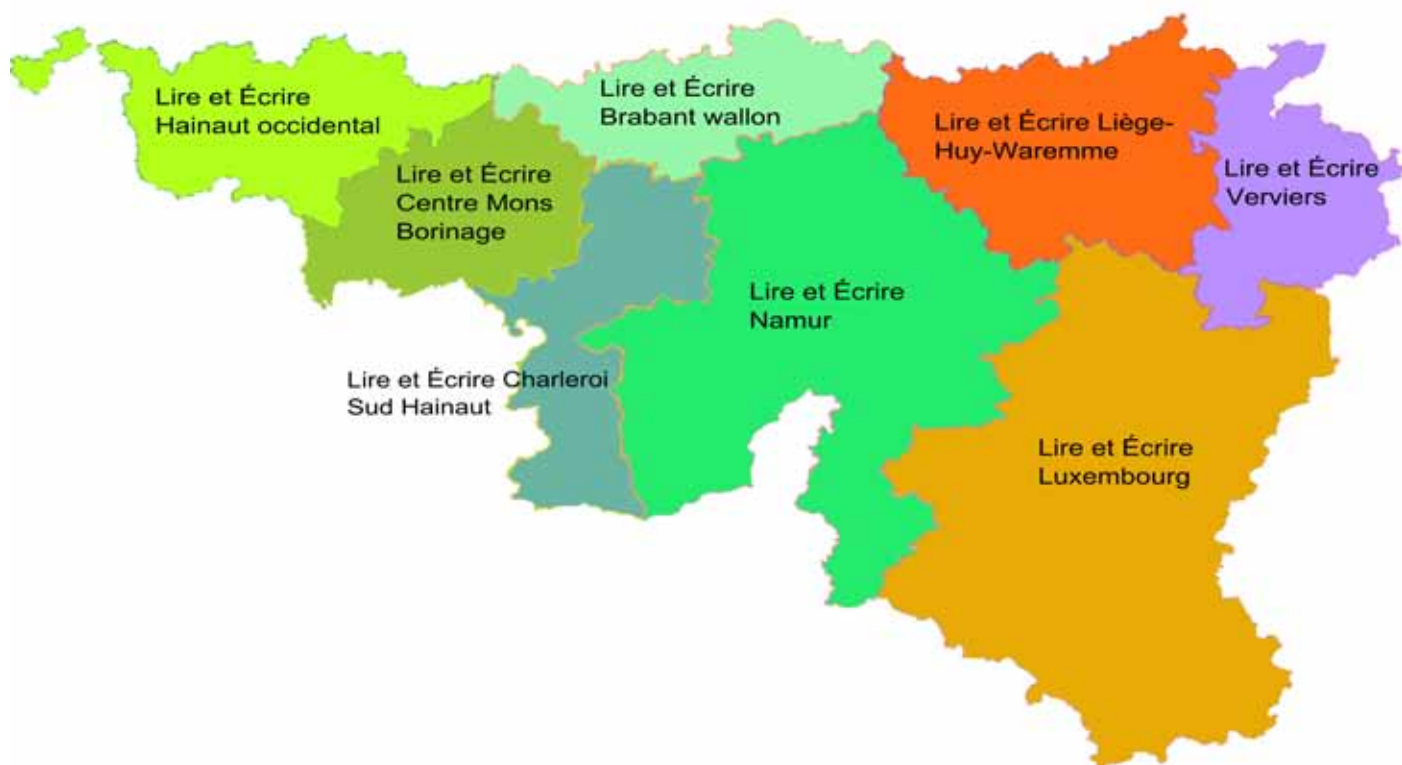 Lire et Écrire
Hainaut occidental
Lire et Écrire
Brabant wallon
Lire et Écrire Liège-
Huy-Waremme
Lire et Écrire
Verviers
Lire et Écrire
Centre Mons
Borinage
Lire et Écrire
Namur
Lire et Écrire Charleroi
Sud Hainaut
Lire et Écrire
Luxembourg